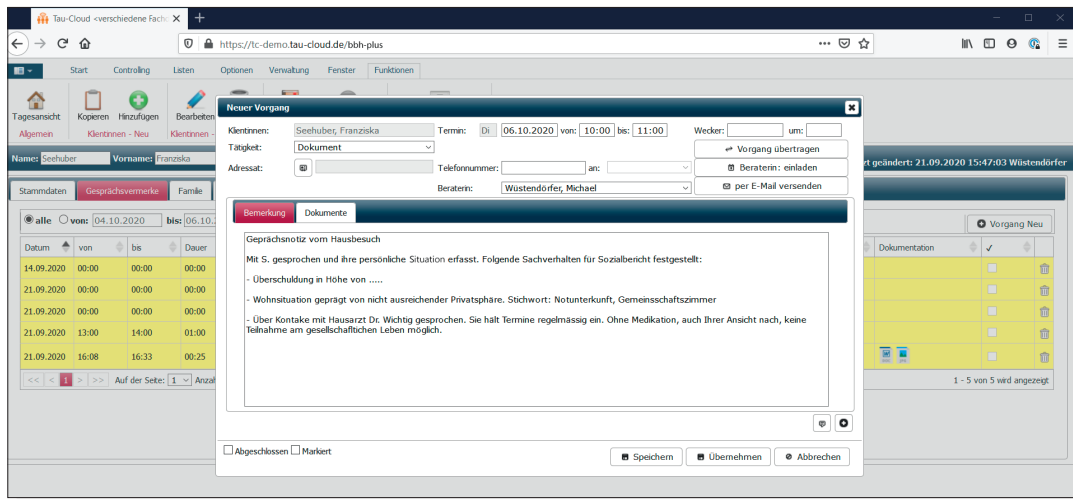 Tau-Cloud <verschiedene Fach
https://tc-demo.tau-cloud.de/bbh-plus
Start Controling Listen Optionen Verwaltung Fenster Funktionen
Tagesansicht Kopieren Hinzufügen Bearbeiten
Allgemein Klientinnen - Neu Klientinnen -
Name: Seehuber Vorname: Franziska
zt geändert: 21.09.2020 15:47:03 Wüstendörfer
Stammdaten Gesprächsvermerke Familie
alle von: 04.10.2020 bis: 06.10.
Vorgang Neu
Datum von bis Dauer Dokumentation ✓
14.09.2020 00:00 00:00 00:00
21.09.2020 00:00 00:00 00:00
21.09.2020 00:00 00:00 00:00
21.09.2020 13:00 14:00 01:00
21.09.2020 16:08 16:33 00:25
<< < 1 > >> Auf der Seite: 1 Anzah
1 - 5 von 5 wird angezeigt
Neuer Vorgang
Klientinnen: Seehuber, Franziska Termin: Di 06.10.2020 von: 10:00 bis: 11:00 Wecker: um:
Tätigkeit: Dokument Vorgang übertragen
Adressat: Telefonnummer: an: Beraterin: einladen
Beraterin: Wüstendörfer, Michael per E-Mail versenden
Bemerkung Dokumente
Geprächsnotiz vom Hausbesuch
Mit S. gesprochen und ihre persönliche Situation erfasst. Folgende Sachverhalten für Sozialbericht festgestellt:
- Überschuldung in Höhe von .....
- Wohnsituation geprägt von nicht ausreichender Privatsphäre. Stichwort: Notunterkunft, Gemeinsschaftszimmer
- Über Kontake mit Hausarzt Dr. Wichtig gesprochen. Sie hält Termine regelmässig ein. Ohne Medikation, auch Ihrer Ansicht nach, keine
Teilnahme am gesellschaftlichen Leben möglich.
Abgeschlossen Markiert
Speichern Übernehmen Abbrechen